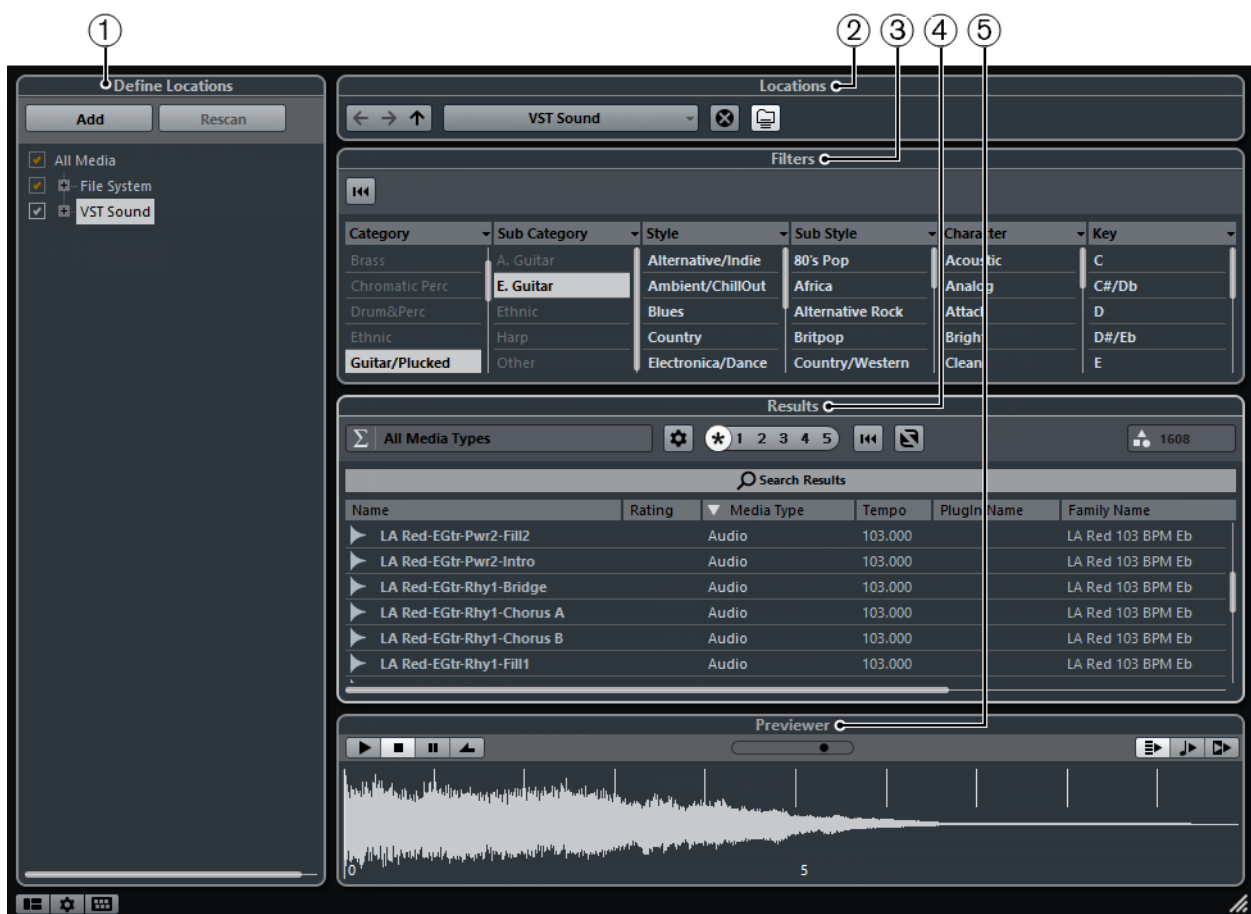 1 2 3 4 5
Define Locations
Add Rescan
All Media
File System
VST Sound
Locations
VST Sound
Filters
Category Sub Category Style Sub Style Character Key
Brass A. Guitar Alternative/Indie 80's Pop Acoustic C
Chromatic Perc E. Guitar Ambient/ChillOut Africa Analog C#/Db
Drum&Perc Ethnic Blues Alternative Rock Attack D
Ethnic Harp Country Britpop Bright D#/Eb
Guitar/Plucked Other Electronica/Dance Country/Western Clean E
Results
Σ All Media Types * 1 2 3 4 5 1608
Search Results
Name Rating Media Type Tempo PlugIn Name Family Name
LA Red-EGtr-Pwr2-Fill2 Audio 103.000 LA Red 103 BPM Eb
LA Red-EGtr-Pwr2-Intro Audio 103.000 LA Red 103 BPM Eb
LA Red-EGtr-Rhy1-Bridge Audio 103.000 LA Red 103 BPM Eb
LA Red-EGtr-Rhy1-Chorus A Audio 103.000 LA Red 103 BPM Eb
LA Red-EGtr-Rhy1-Chorus B Audio 103.000 LA Red 103 BPM Eb
LA Red-EGtr-Rhy1-Fill1 Audio 103.000 LA Red 103 BPM Eb
Previewer
0 5